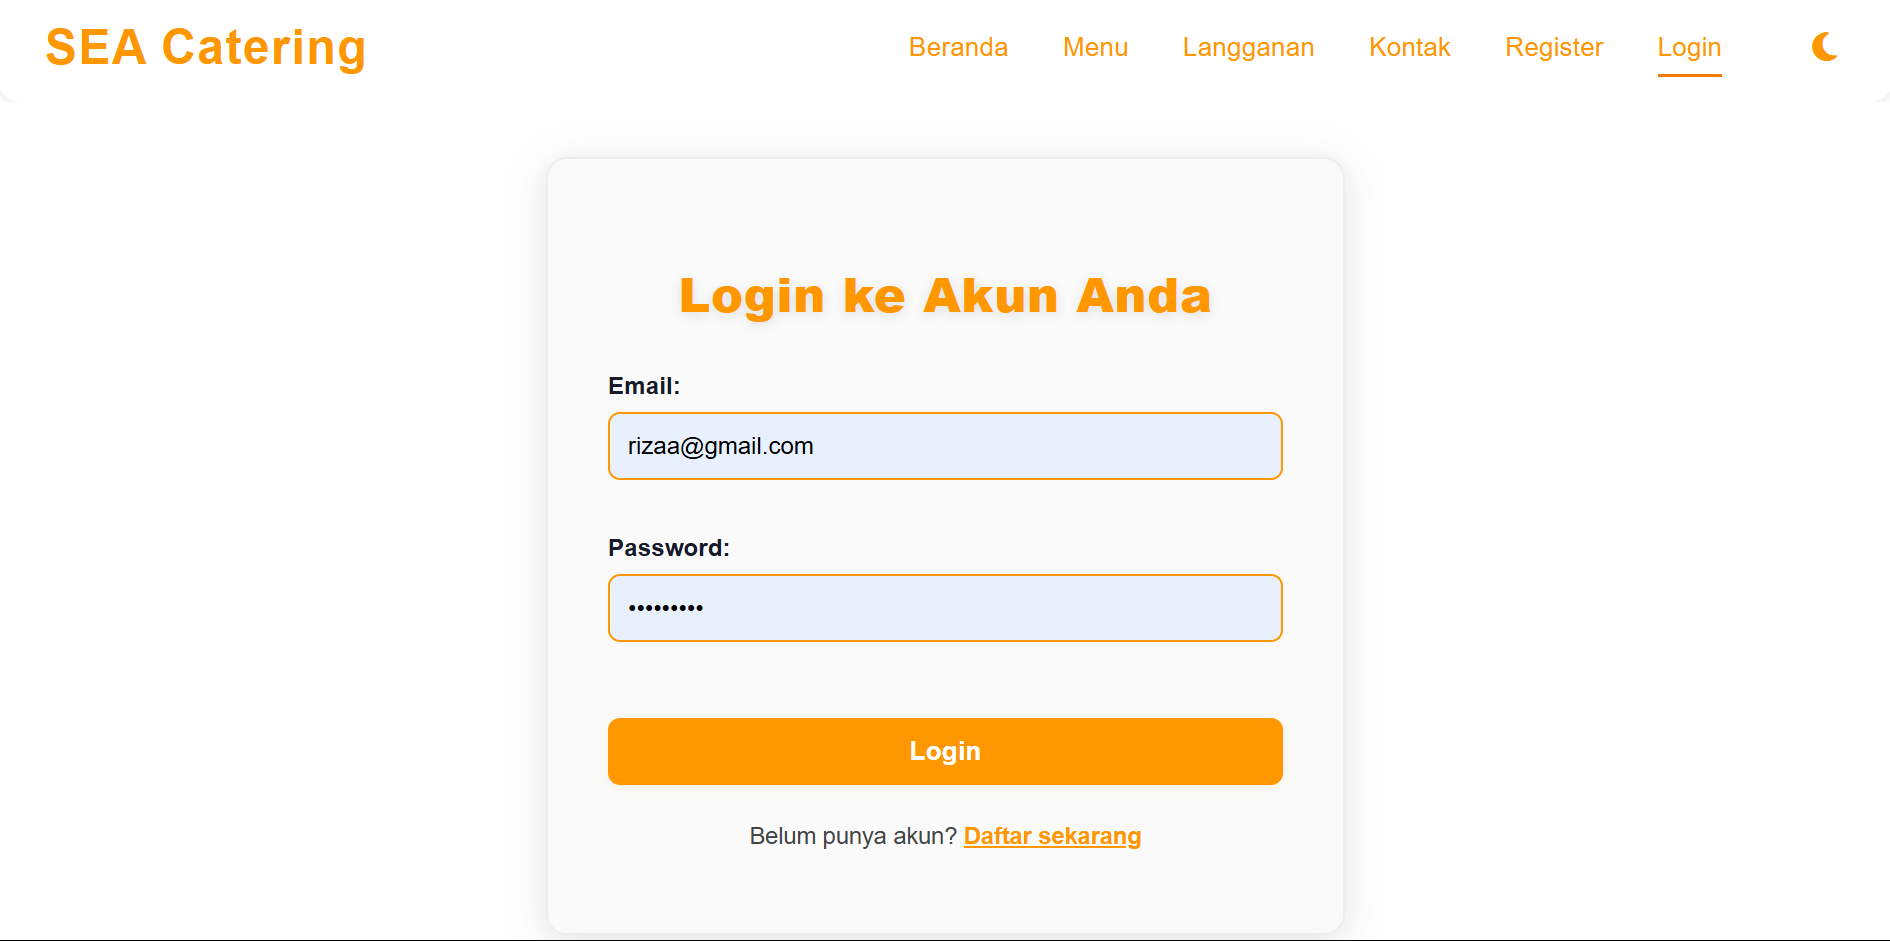 SEA Catering
Beranda Menu Langganan Kontak Register Login
Login ke Akun Anda
Email:
rizaa@gmail.com
Password:
•••••••••
Login
Belum punya akun? Daftar sekarang